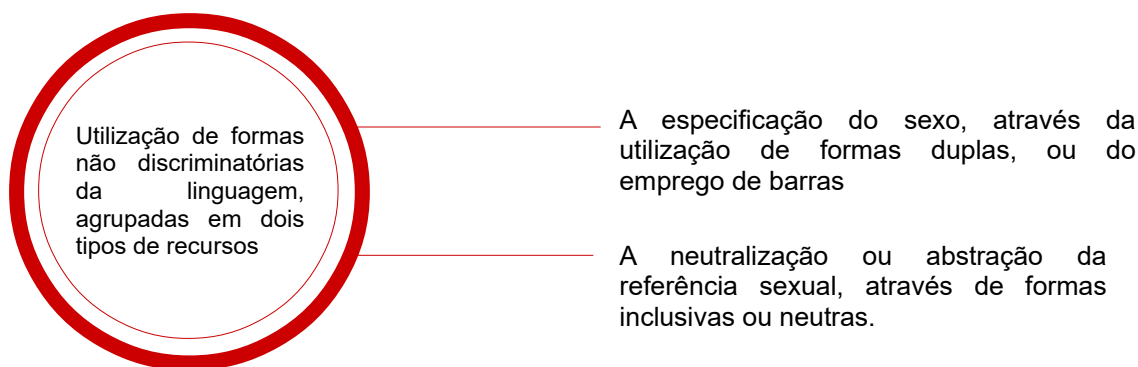 Utilização de formas
não discriminatórias
da linguagem,
agrupadas em dois
tipos de recursos
A especificação do sexo, através da
utilização de formas duplas, ou do
emprego de barras
A neutralização ou abstração da
referência sexual, através de formas
inclusivas ou neutras.